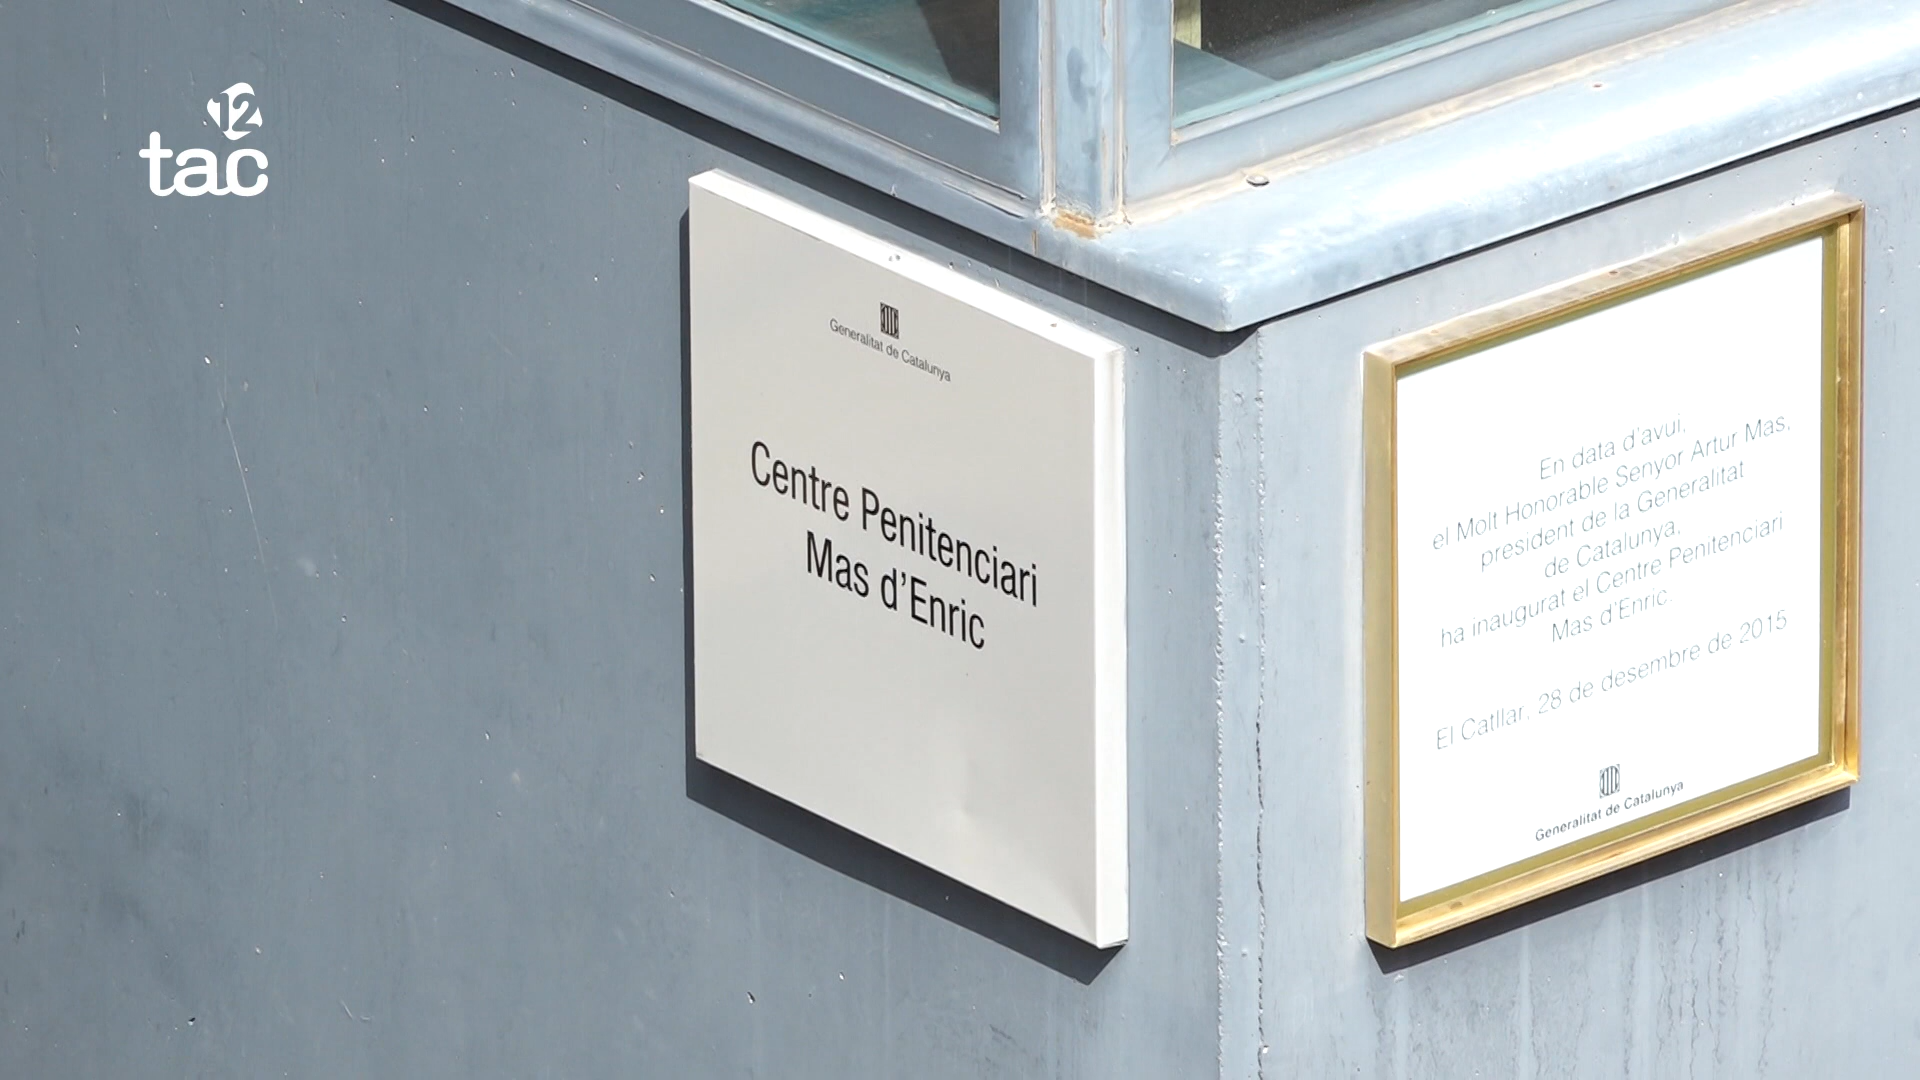 12
tac
Generalitat de Catalunya
Centre Penitenciari
Mas d'Enric
En data d'avui,
el Molt Honorable Senyor Artur Mas,
president de la Generalitat
de Catalunya,
ha inaugurat el Centre Penitenciari
Mas d'Enric.
El Catllar, 28 de desembre de 2015
Generalitat de Catalunya